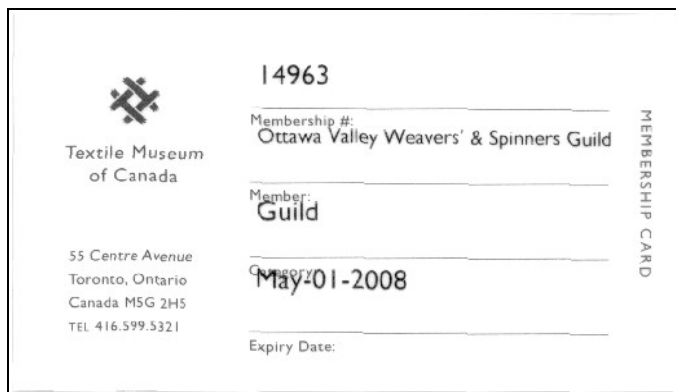 Textile Museum
of Canada
55 Centre Avenue
Toronto, Ontario
Canada M5G 2H5
TEL 416.599.5321
14963
Membership #:
Ottawa Valley Weavers' & Spinners Guild
Member:
Guild
Category:
May-01-2008
Expiry Date:
MEMBERSHIP CARD